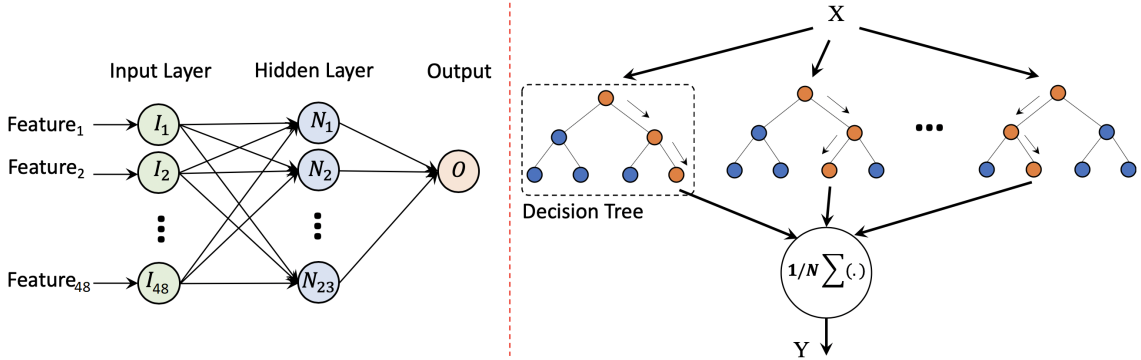 Input Layer
Hidden Layer
Output
Feature₁
I₁
N₁
Feature₂
I₂
N₂
O
Feature₄₈
I₄₈
N₂₃
X
Decision Tree
1/N ∑(.)
Y